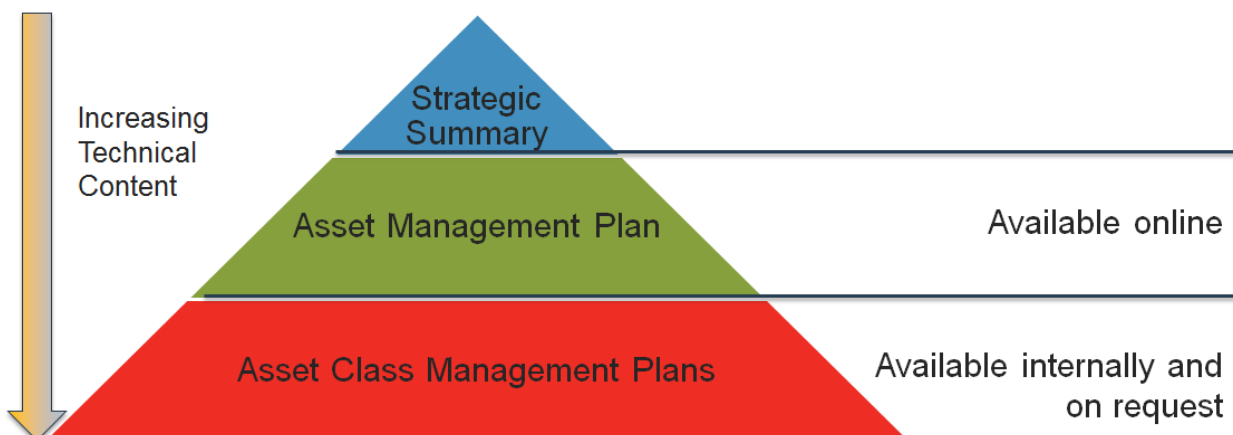 Strategic
Summary
Increasing
Technical
Content
Asset Management Plan
Available online
Asset Class Management Plans
Available internally and
on request